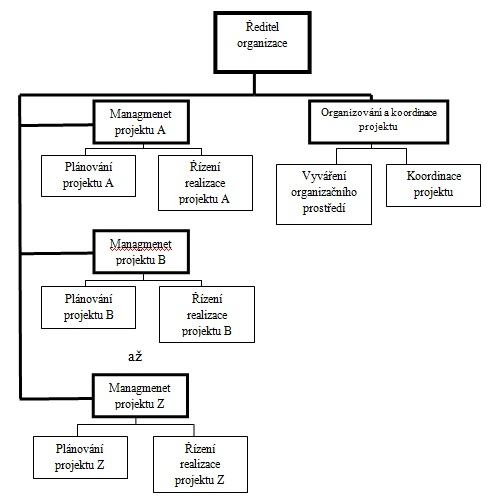 Ředitel
organizace
Managmenet
projektu A
Organizování a koordinace
projektu
Plánování
projektu A
Řízení
realizace
projektu A
Vyváření
organizačního
prostředí
Koordinace
projektu
Managmenet
projektu B
Plánování
projektu B
Řízení
realizace
projektu B
až
Managmenet
projektu Z
Plánování
projektu Z
Řízení
realizace
projektu Z